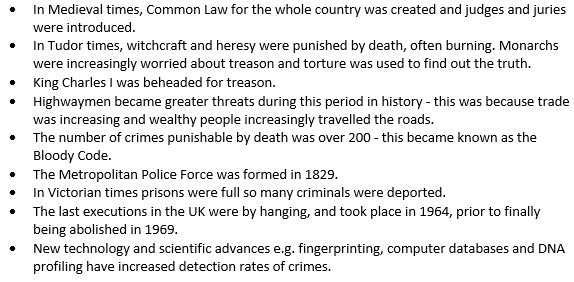 • In Medieval times, Common Law for the whole country was created and judges and juries
were introduced.
• In Tudor times, witchcraft and heresy were punished by death, often burning. Monarchs
were increasingly worried about treason and torture was used to find out the truth.
• King Charles I was beheaded for treason.
• Highwaymen became greater threats during this period in history - this was because trade
was increasing and wealthy people increasingly travelled the roads.
• The number of crimes punishable by death was over 200 - this became known as the
Bloody Code.
• The Metropolitan Police Force was formed in 1829.
• In Victorian times prisons were full so many criminals were deported.
• The last executions in the UK were by hanging, and took place in 1964, prior to finally
being abolished in 1969.
• New technology and scientific advances e.g. fingerprinting, computer databases and DNA
profiling have increased detection rates of crimes.